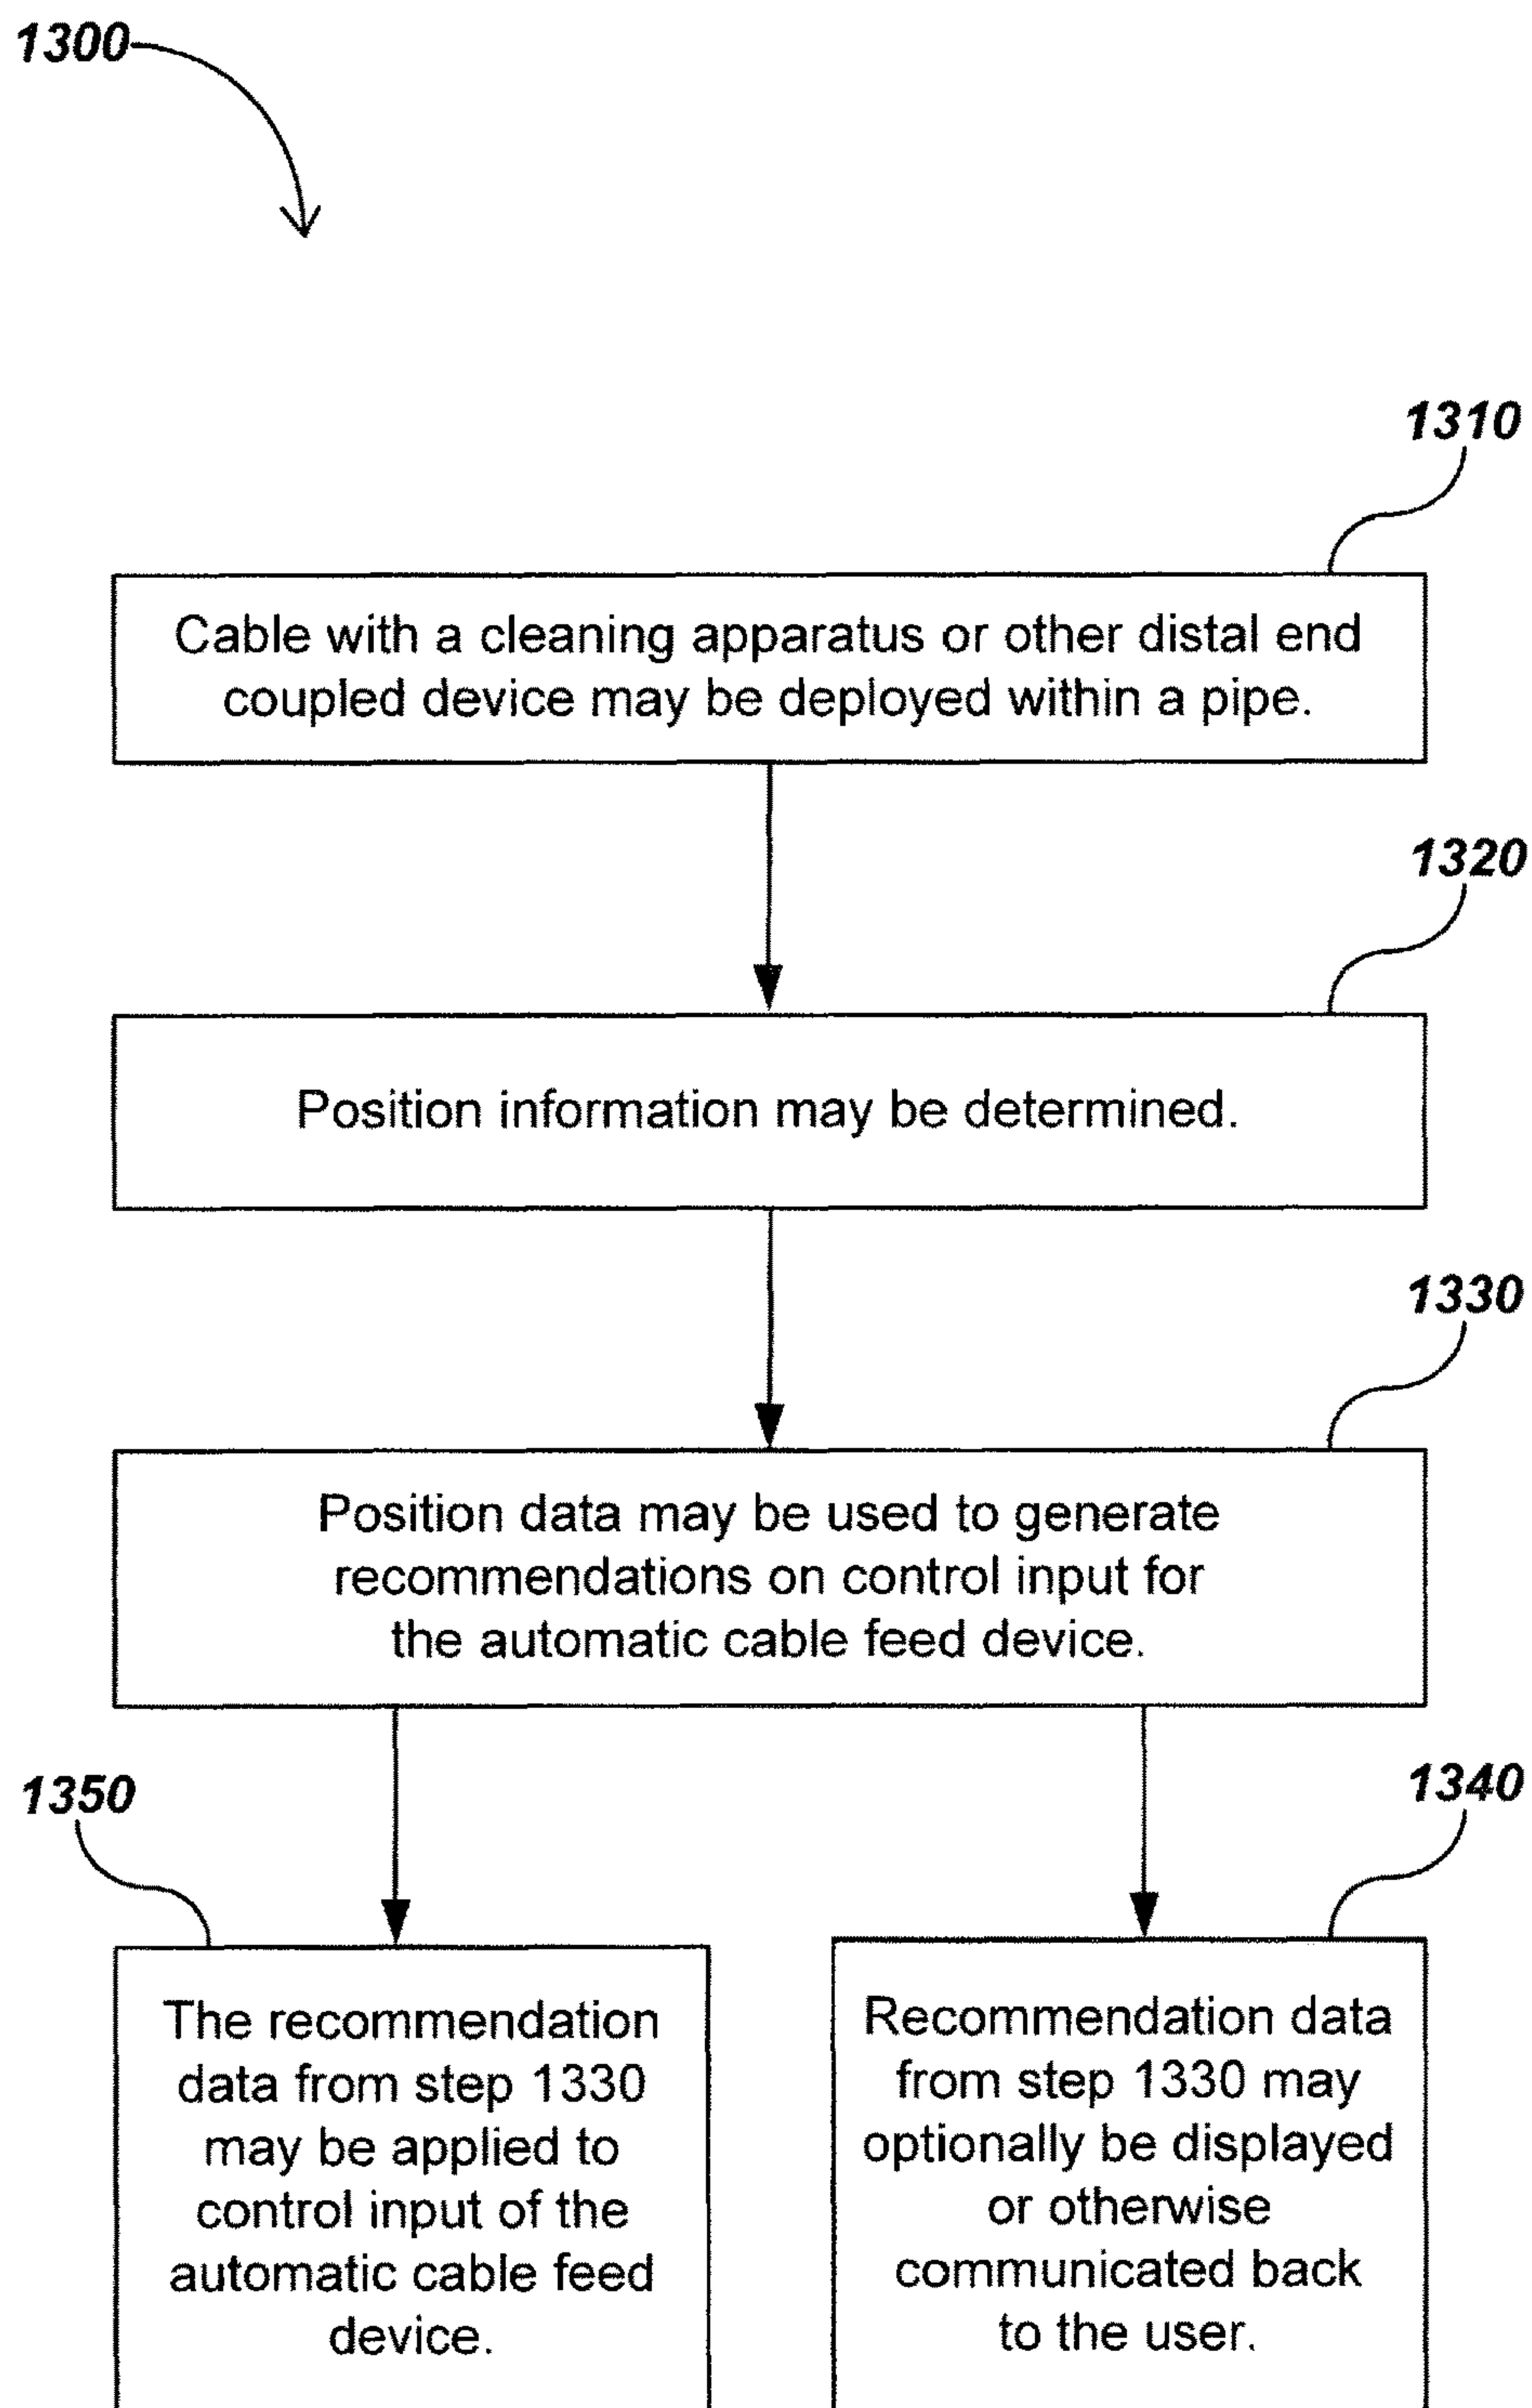 1300
1310
Cable with a cleaning apparatus or other distal end
coupled device may be deployed within a pipe.
1320
Position information may be determined.
1330
Position data may be used to generate
recommendations on control input for
the automatic cable feed device.
1350
The recommendation
data from step 1330
may be applied to
control input of the
automatic cable feed
device.
1340
Recommendation data
from step 1330 may
optionally be displayed
or otherwise
communicated back
to the user.